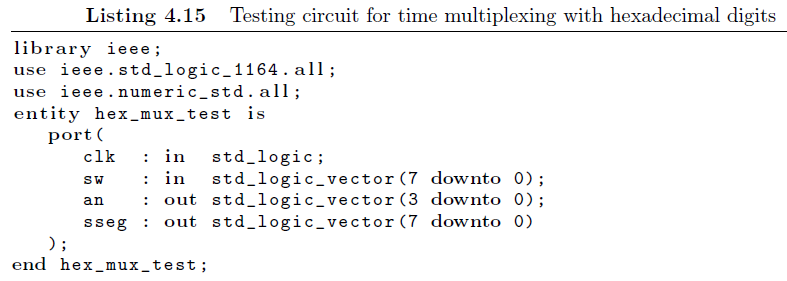 Listing 4.15 Testing circuit for time multiplexing with hexadecimal digits
library ieee;
use ieee.std_logic_1164.all;
use ieee.numeric_std.all;
entity hex_mux_test is
   port(
      clk  : in  std_logic;
      sw   : in  std_logic_vector(7 downto 0);
      an   : out std_logic_vector(3 downto 0);
      sseg : out std_logic_vector(7 downto 0)
   );
end hex_mux_test;